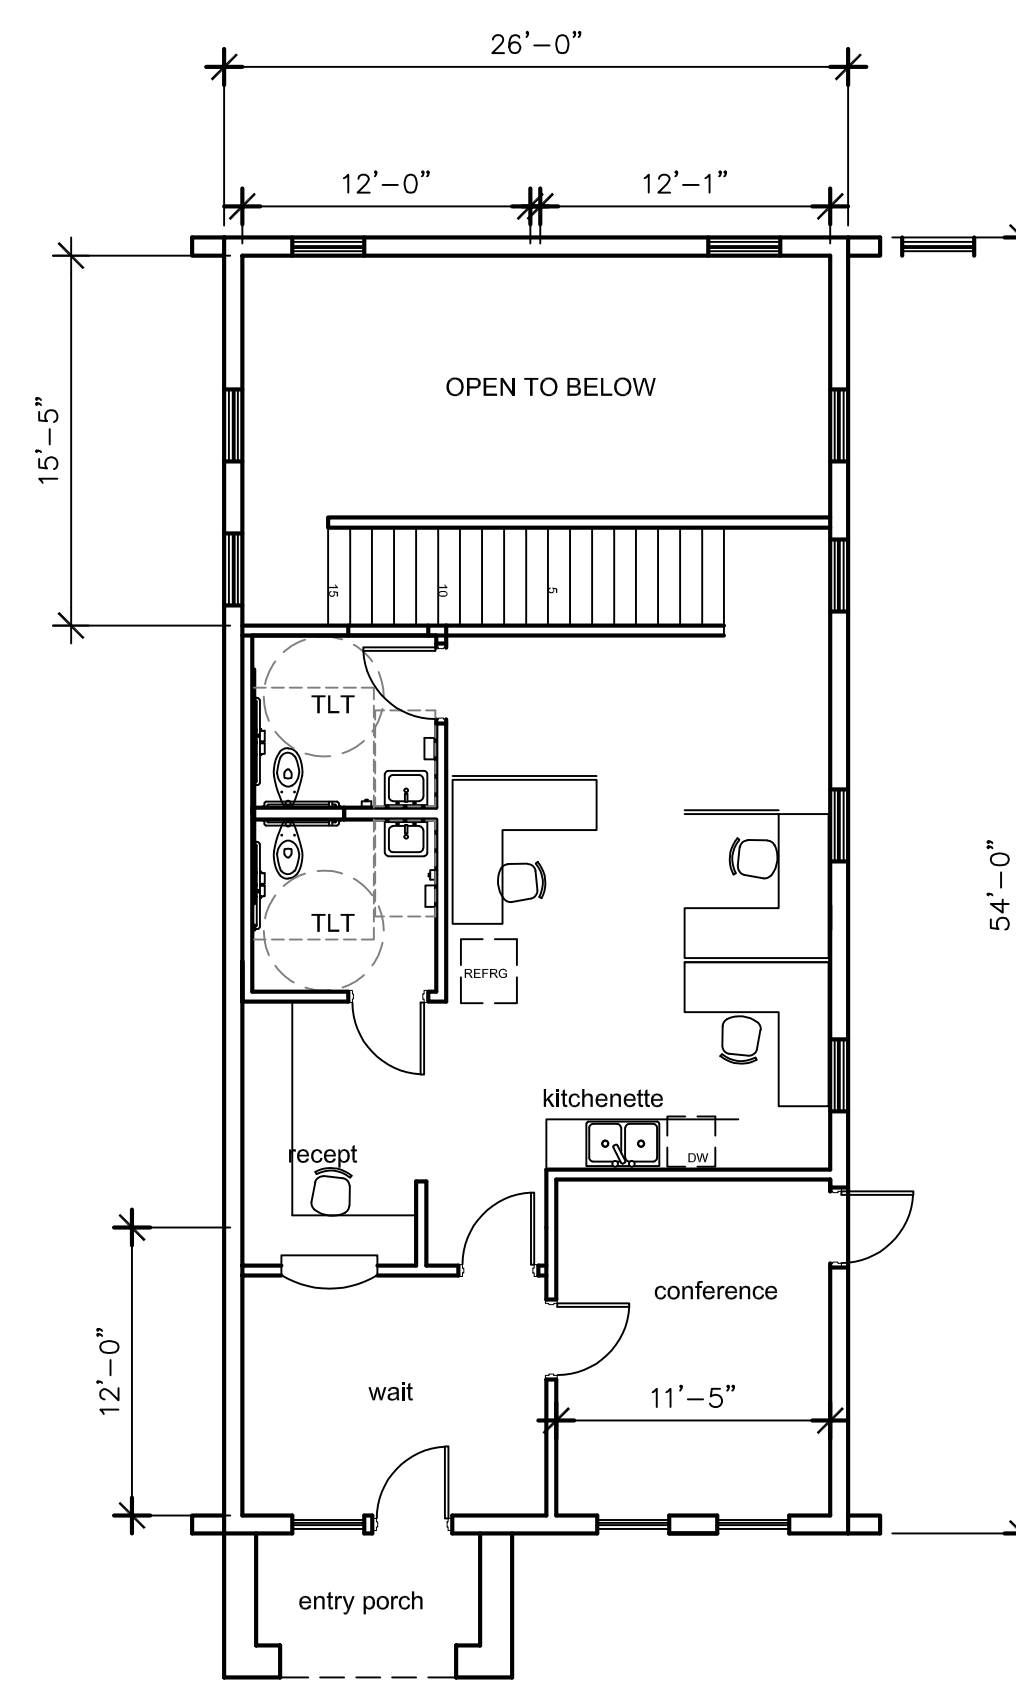 26'-0"
12'-0"
12'-1"
15'-5"
OPEN TO BELOW
15
10
5
TLT
54'-0"
TLT
REFRG
kitchenette
recept
DW
conference
12'-0"
wait
11'-5"
entry porch